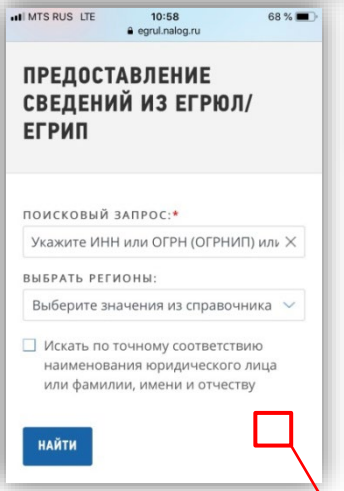 MTS RUS LTE 10:58 68 %
egrul.nalog.ru
ПРЕДОСТАВЛЕНИЕ
СВЕДЕНИЙ ИЗ ЕГРЮЛ/
ЕГРИП
ПОИСКОВЫЙ ЗАПРОС:*
Укажите ИНН или ОГРН (ОГРНИП) или
ВЫБРАТЬ РЕГИОНЫ:
Выберите значения из справочника
Искать по точному соответствию
наименования юридического лица
или фамилии, имени и отчеству
НАЙТИ